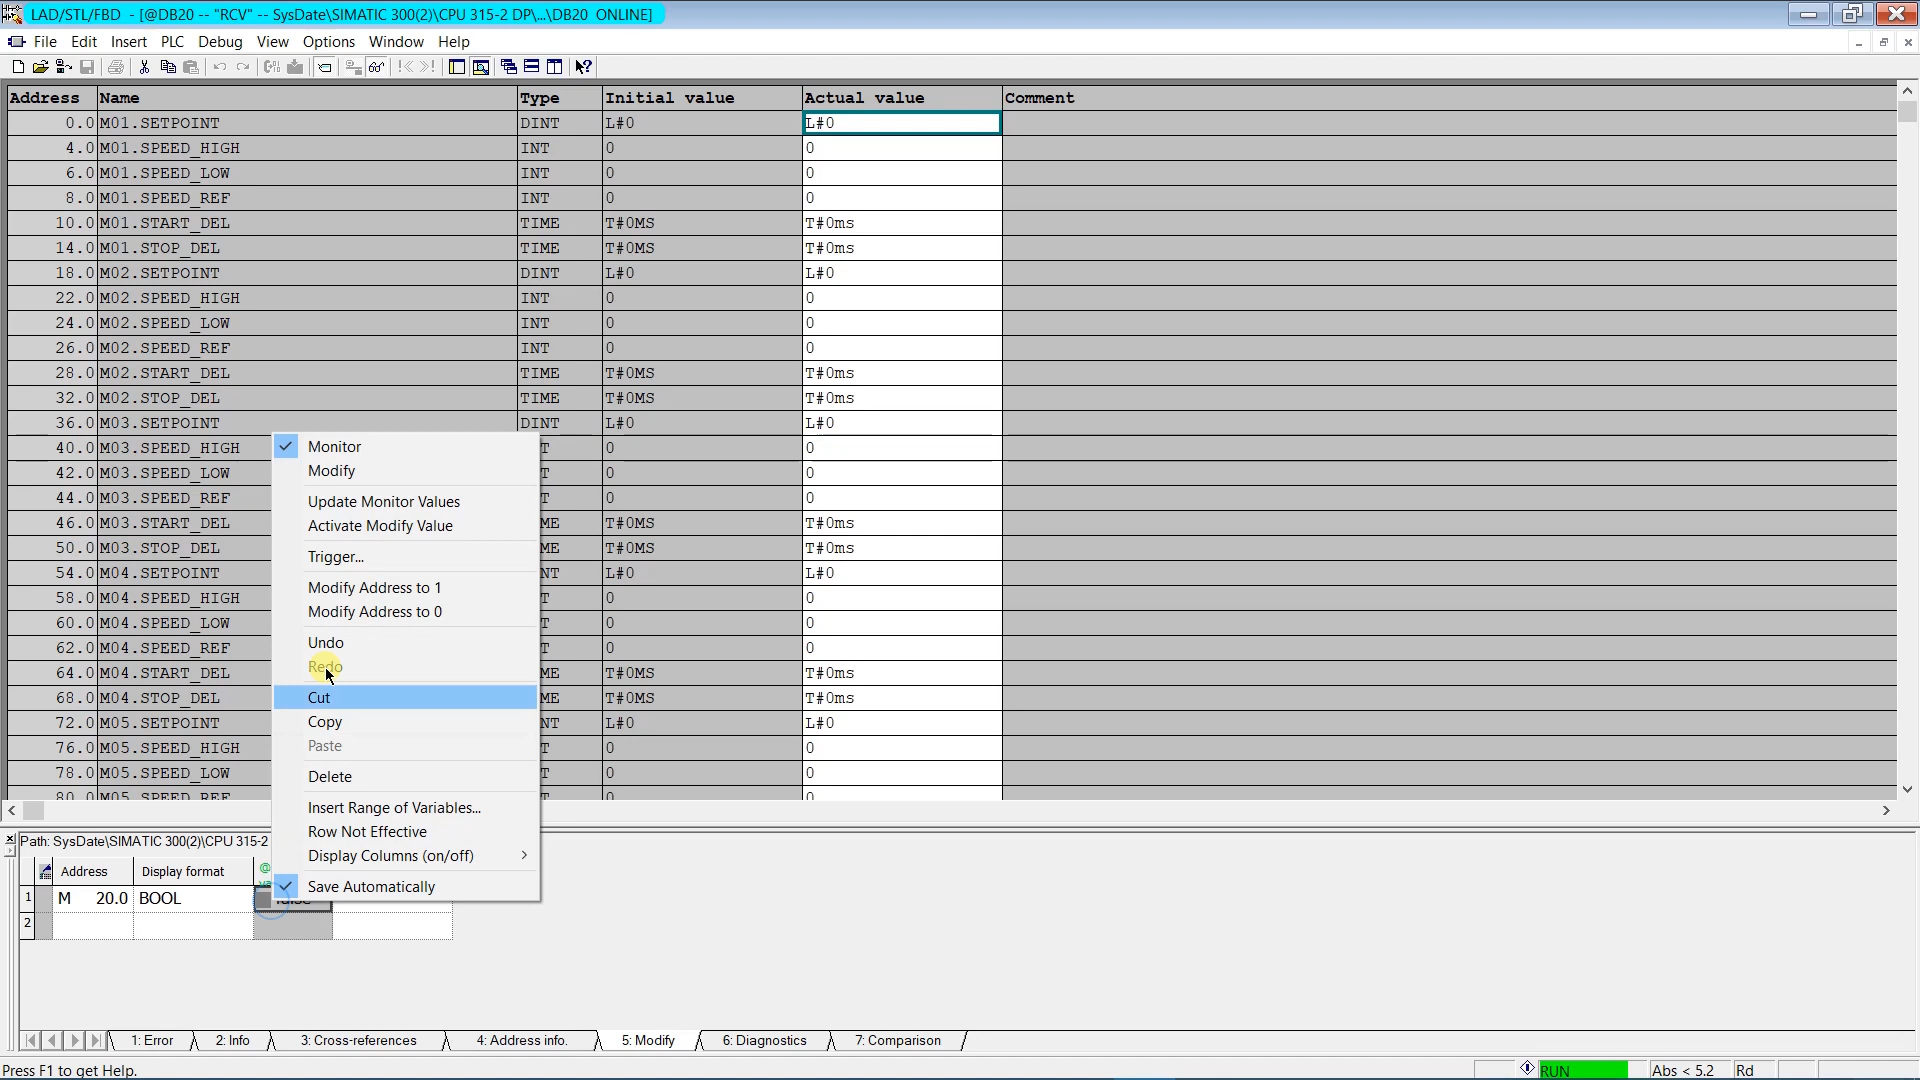 LAD/STL/FBD - [@DB20 -- "RCV" -- SysDate\SIMATIC 300(2)\CPU 315-2 DP\...\DB20 ONLINE]
File Edit Insert PLC Debug View Options Window Help
Address Name Type Initial value Actual value Comment
0.0 M01.SETPOINT DINT L#0 L#0
4.0 M01.SPEED_HIGH INT 0 0
6.0 M01.SPEED_LOW INT 0 0
8.0 M01.SPEED_REF INT 0 0
10.0 M01.START_DEL TIME T#0MS T#0ms
14.0 M01.STOP_DEL TIME T#0MS T#0ms
18.0 M02.SETPOINT DINT L#0 L#0
22.0 M02.SPEED_HIGH INT 0 0
24.0 M02.SPEED_LOW INT 0 0
26.0 M02.SPEED_REF INT 0 0
28.0 M02.START_DEL TIME T#0MS T#0ms
32.0 M02.STOP_DEL TIME T#0MS T#0ms
36.0 M03.SETPOINT DINT L#0 L#0
40.0 M03.SPEED_HIGH T 0 0
42.0 M03.SPEED_LOW T 0 0
44.0 M03.SPEED_REF T 0 0
46.0 M03.START_DEL ME T#0MS T#0ms
50.0 M03.STOP_DEL ME T#0MS T#0ms
54.0 M04.SETPOINT NT L#0 L#0
58.0 M04.SPEED_HIGH T 0 0
60.0 M04.SPEED_LOW T 0 0
62.0 M04.SPEED_REF T 0 0
64.0 M04.START_DEL ME T#0MS T#0ms
68.0 M04.STOP_DEL ME T#0MS T#0ms
72.0 M05.SETPOINT NT L#0 L#0
76.0 M05.SPEED_HIGH T 0 0
78.0 M05.SPEED_LOW T 0 0
80.0 M05.SPEED_REF T 0 0
Monitor
Modify
Update Monitor Values
Activate Modify Value
Trigger...
Modify Address to 1
Modify Address to 0
Undo
Redo
Cut
Copy
Paste
Delete
Insert Range of Variables...
Row Not Effective
Display Columns (on/off)
Save Automatically
Path: SysDate\SIMATIC 300(2)\CPU 315-2
Address Display format
1 M 20.0 BOOL false
2
1: Error 2: Info 3: Cross-references 4: Address info. 5: Modify 6: Diagnostics 7: Comparison
Press F1 to get Help. RUN Abs < 5.2 Rd